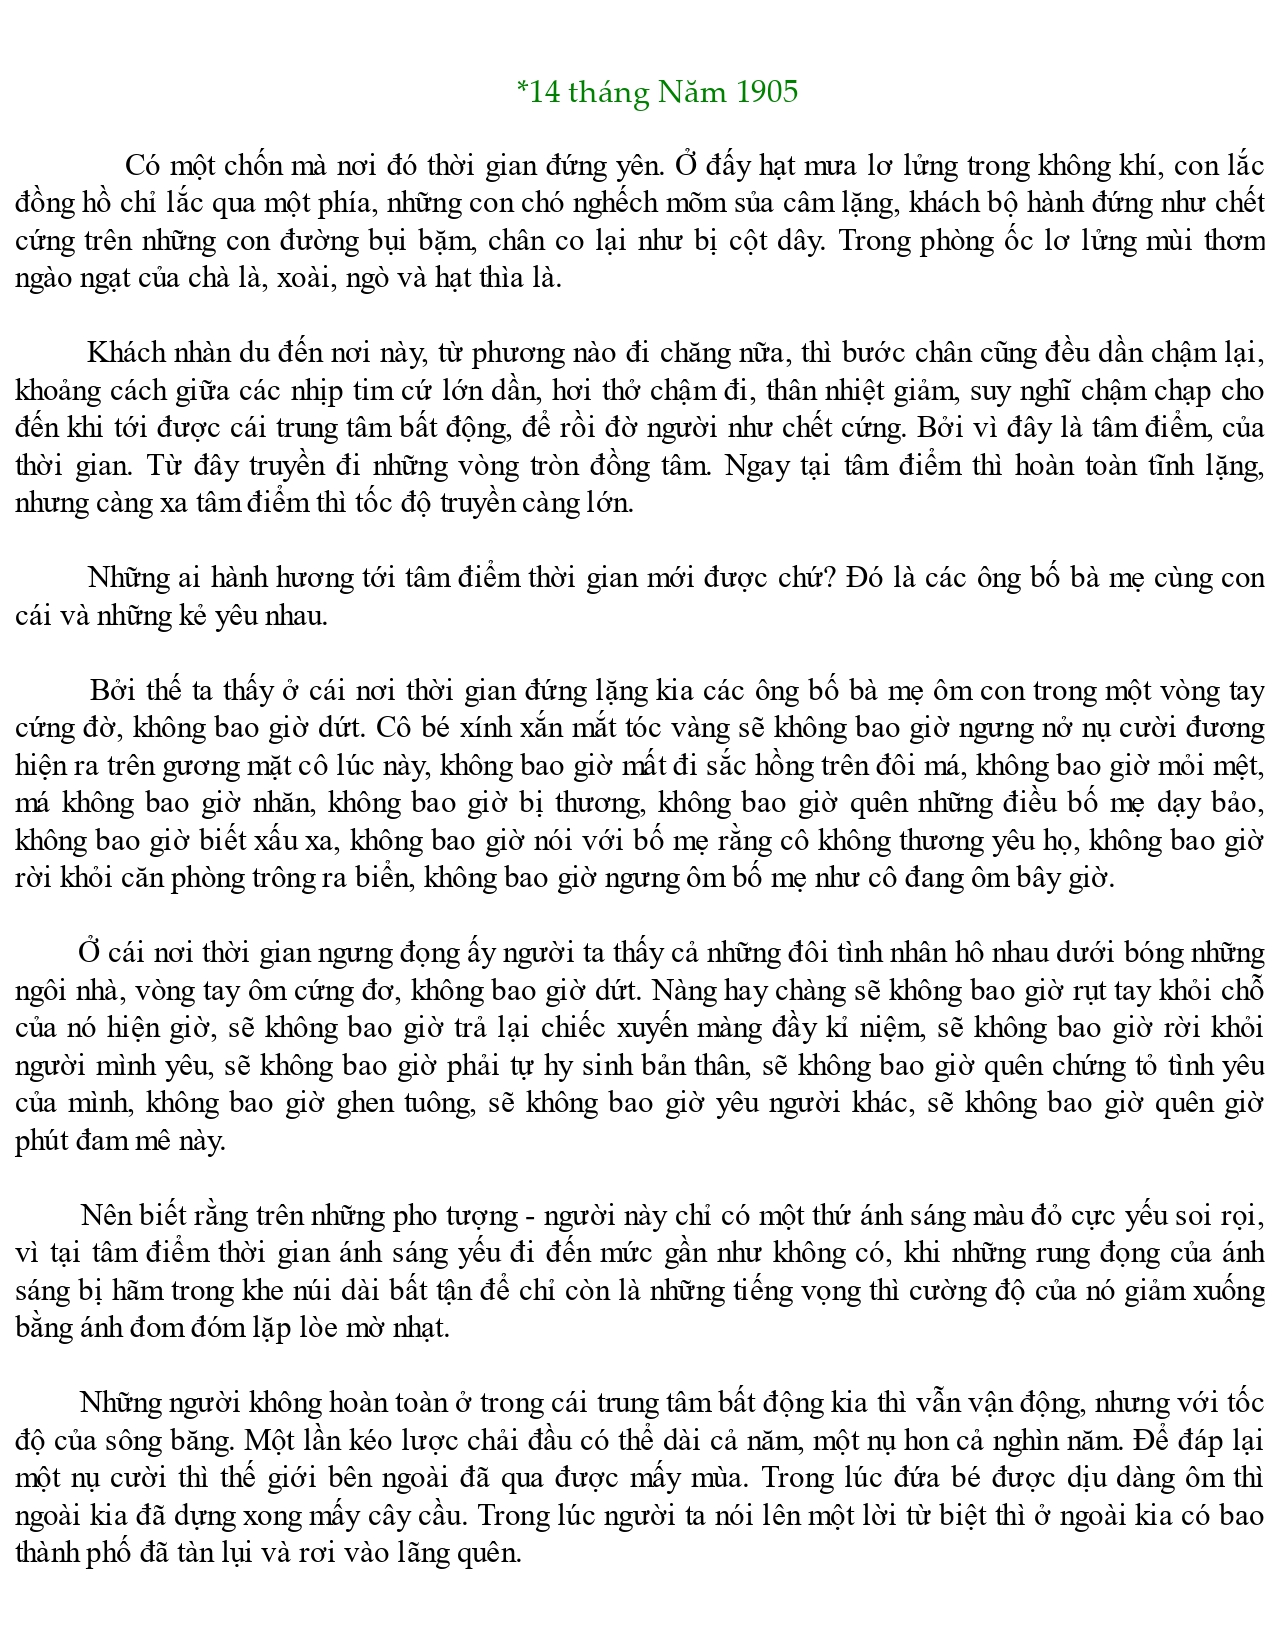 *14 tháng Năm 1905
Có một chốn mà nơi đó thời gian đứng yên. Ở đấy hạt mưa lơ lửng trong không khí, con lắc
đồng hồ chỉ lắc qua một phía, những con chó nghếch mõm sủa câm lặng, khách bộ hành đứng như chết
cứng trên những con đường bụi bặm, chân co lại như bị cột dây. Trong phòng ốc lơ lửng mùi thơm
ngào ngạt của chà là, xoài, ngò và hạt thìa là.
Khách nhàn du đến nơi này, từ phương nào đi chăng nữa, thì bước chân cũng đều dần chậm lại,
khoảng cách giữa các nhịp tim cứ lớn dần, hơi thở chậm đi, thân nhiệt giảm, suy nghĩ chậm chạp cho
đến khi tới được cái trung tâm bất động, để rồi đờ người như chết cứng. Bởi vì đây là tâm điểm, của
thời gian. Từ đây truyền đi những vòng tròn đồng tâm. Ngay tại tâm điểm thì hoàn toàn tĩnh lặng,
nhưng càng xa tâm điểm thì tốc độ truyền càng lớn.
Những ai hành hương tới tâm điểm thời gian mới được chứ? Đó là các ông bố bà mẹ cùng con
cái và những kẻ yêu nhau.
Bởi thế ta thấy ở cái nơi thời gian đứng lặng kia các ông bố bà mẹ ôm con trong một vòng tay
cứng đờ, không bao giờ dứt. Cô bé xính xắn mắt tóc vàng sẽ không bao giờ ngưng nở nụ cười đương
hiện ra trên gương mặt cô lúc này, không bao giờ mất đi sắc hồng trên đôi má, không bao giờ mỏi mệt,
má không bao giờ nhăn, không bao giờ bị thương, không bao giờ quên những điều bố mẹ dạy bảo,
không bao giờ biết xấu xa, không bao giờ nói với bố mẹ rằng cô không thương yêu họ, không bao giờ
rời khỏi căn phòng trông ra biển, không bao giờ ngưng ôm bố mẹ như cô đang ôm bây giờ.
Ở cái nơi thời gian ngưng đọng ấy người ta thấy cả những đôi tình nhân hô nhau dưới bóng những
ngôi nhà, vòng tay ôm cứng đơ, không bao giờ dứt. Nàng hay chàng sẽ không bao giờ rụt tay khỏi chỗ
của nó hiện giờ, sẽ không bao giờ trả lại chiếc xuyến màng đầy kỉ niệm, sẽ không bao giờ rời khỏi
người mình yêu, sẽ không bao giờ phải tự hy sinh bản thân, sẽ không bao giờ quên chứng tỏ tình yêu
của mình, không bao giờ ghen tuông, sẽ không bao giờ yêu người khác, sẽ không bao giờ quên giờ
phút đam mê này.
Nên biết rằng trên những pho tượng - người này chỉ có một thứ ánh sáng màu đỏ cực yếu soi rọi,
vì tại tâm điểm thời gian ánh sáng yếu đi đến mức gần như không có, khi những rung đọng của ánh
sáng bị hãm trong khe núi dài bất tận để chỉ còn là những tiếng vọng thì cường độ của nó giảm xuống
bằng ánh đom đóm lặp lòe mờ nhạt.
Những người không hoàn toàn ở trong cái trung tâm bất động kia thì vẫn vận động, nhưng với tốc
độ của sông băng. Một lần kéo lược chải đầu có thể dài cả năm, một nụ hon cả nghìn năm. Để đáp lại
một nụ cười thì thế giới bên ngoài đã qua được mấy mùa. Trong lúc đứa bé được dịu dàng ôm thì
ngoài kia đã dựng xong mấy cây cầu. Trong lúc người ta nói lên một lời từ biệt thì ở ngoài kia có bao
thành phố đã tàn lụi và rơi vào lãng quên.